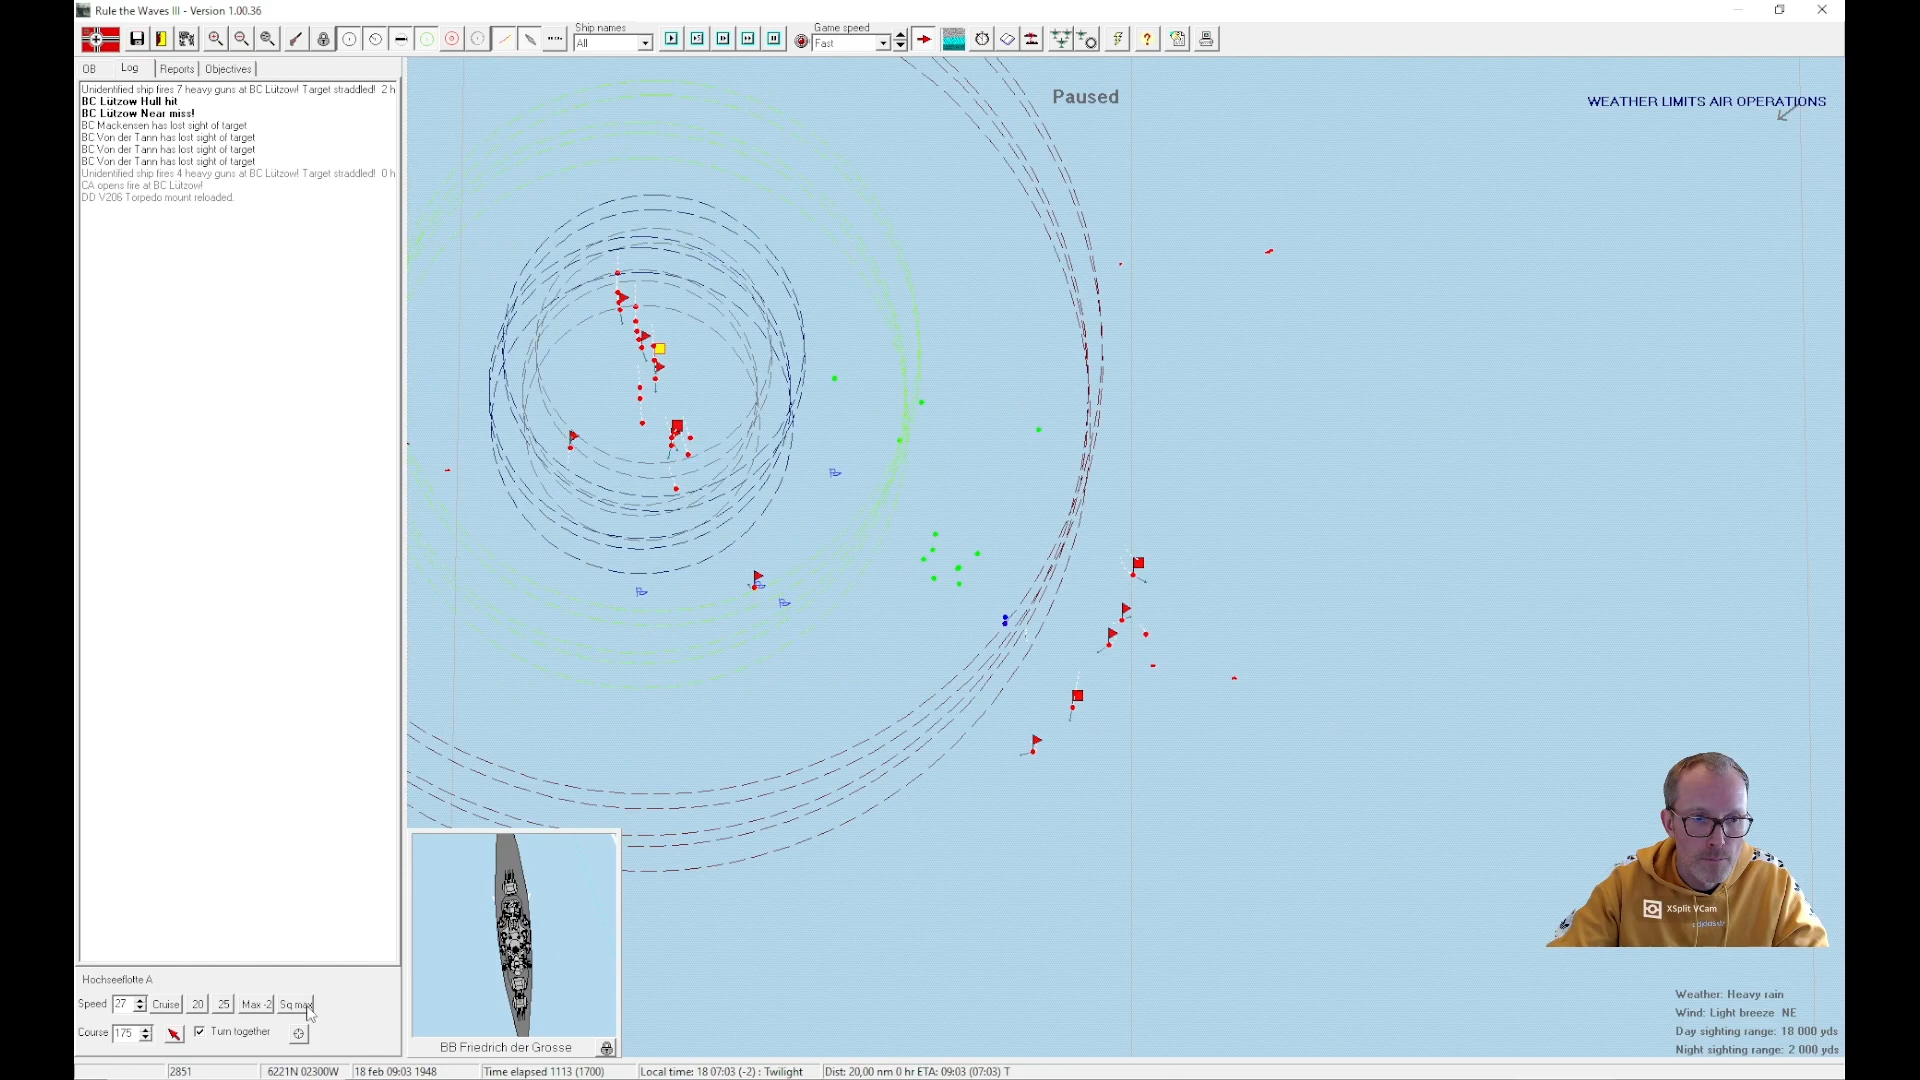 Rule the Waves III - Version 1.00.36
Ship names
All
Game speed
Fast
OB
Log
Reports
Objectives
Unidentified ship fires 7 heavy guns at BC Lützow! Target straddled! 2 h
BC Lützow Hull hit
BC Lützow Near miss!
BC Mackensen has lost sight of target
BC Von der Tann has lost sight of target
BC Von der Tann has lost sight of target
BC Von der Tann has lost sight of target
Unidentified ship fires 4 heavy guns at BC Lützow! Target straddled! 0 h
CA opens fire at BC Lützow!
DD V206 Torpedo mount reloaded.
Paused
WEATHER LIMITS AIR OPERATIONS
XSplit VCam
Weather: Heavy rain
Wind: Light breeze NE
Day sighting range: 18 000 yds
Night sighting range: 2 000 yds
Hochseeflotte A
Speed 27 Cruise 20 25 Max -2 Sq max
Course 175 Turn together
BB Friedrich der Grosse
2851 6221N 02300W 18 feb 09:03 1948 Time elapsed 1113 (1700) Local time: 18 07:03 (-2) : Twilight Dist: 20,00 nm 0 hr ETA: 09:03 (07:03) T